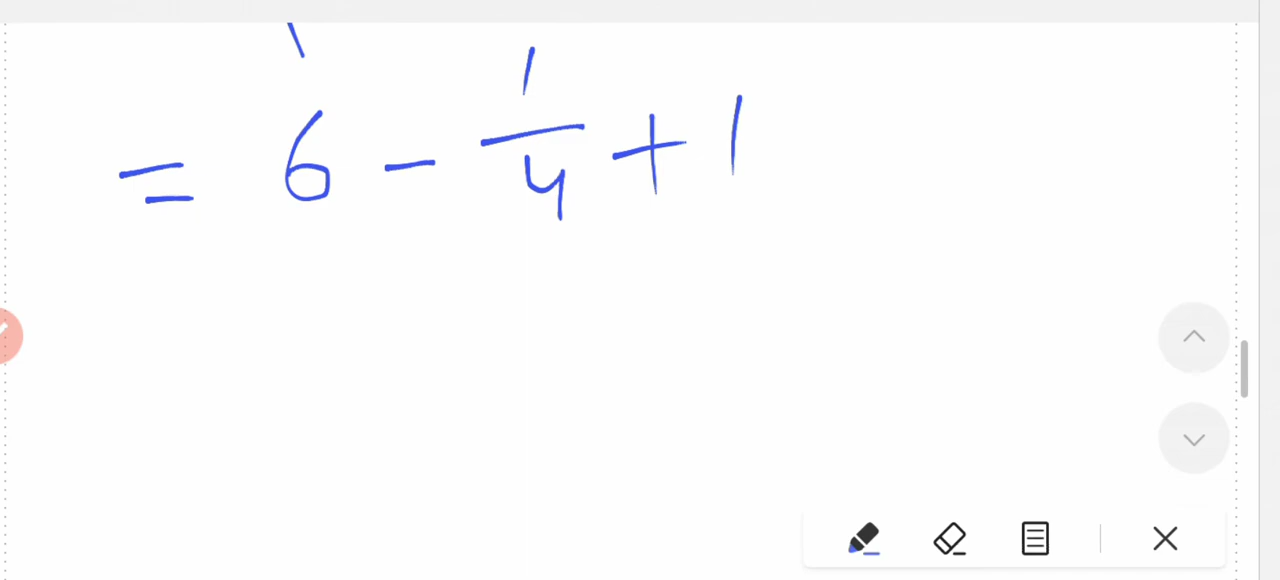 = 6 - 1/4 + 1